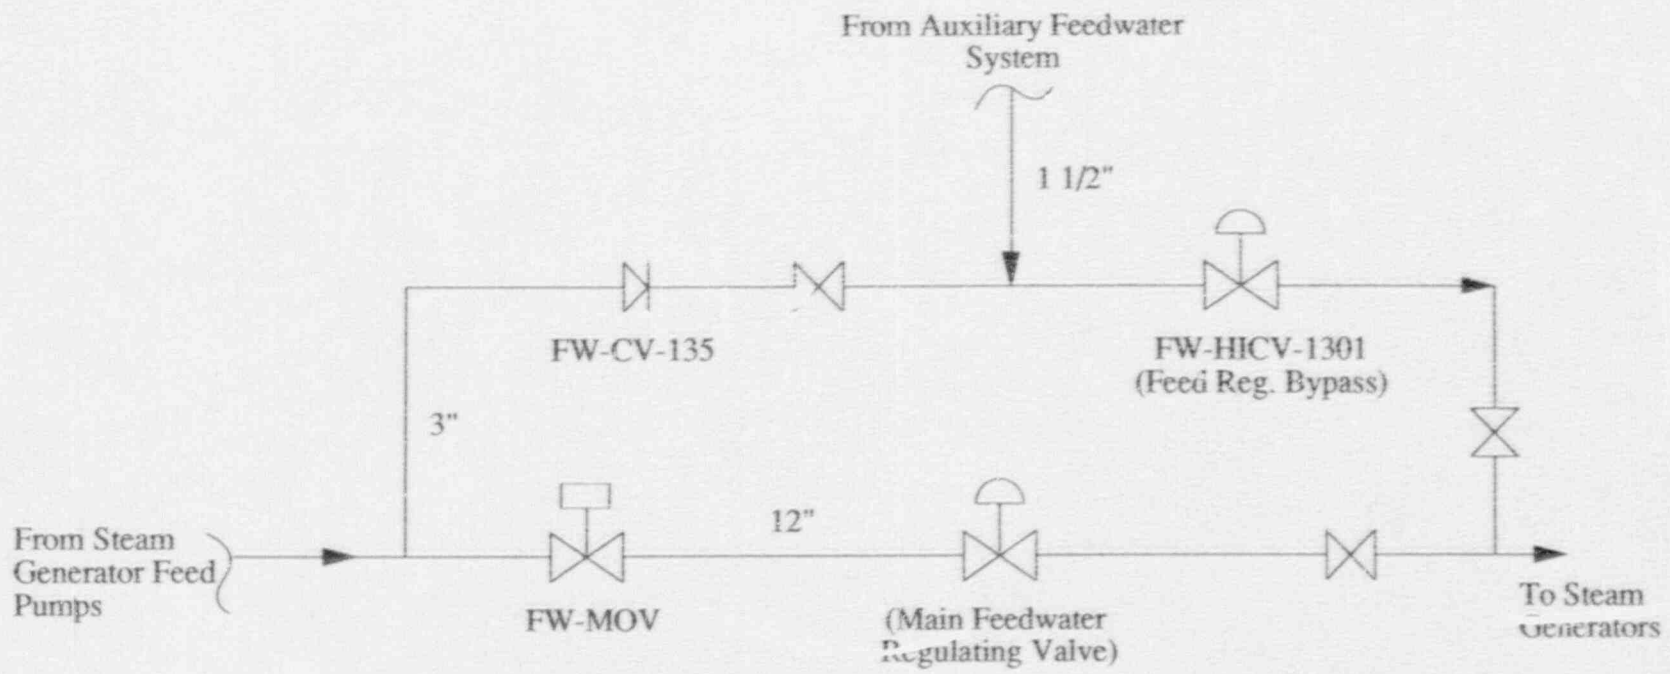 From Auxiliary Feedwater
System
1 1/2"
FW-CV-135
FW-HICV-1301
(Feed Reg. Bypass)
3"
12"
From Steam
Generator Feed
Pumps
FW-MOV
(Main Feedwater
Regulating Valve)
To Steam
Generators